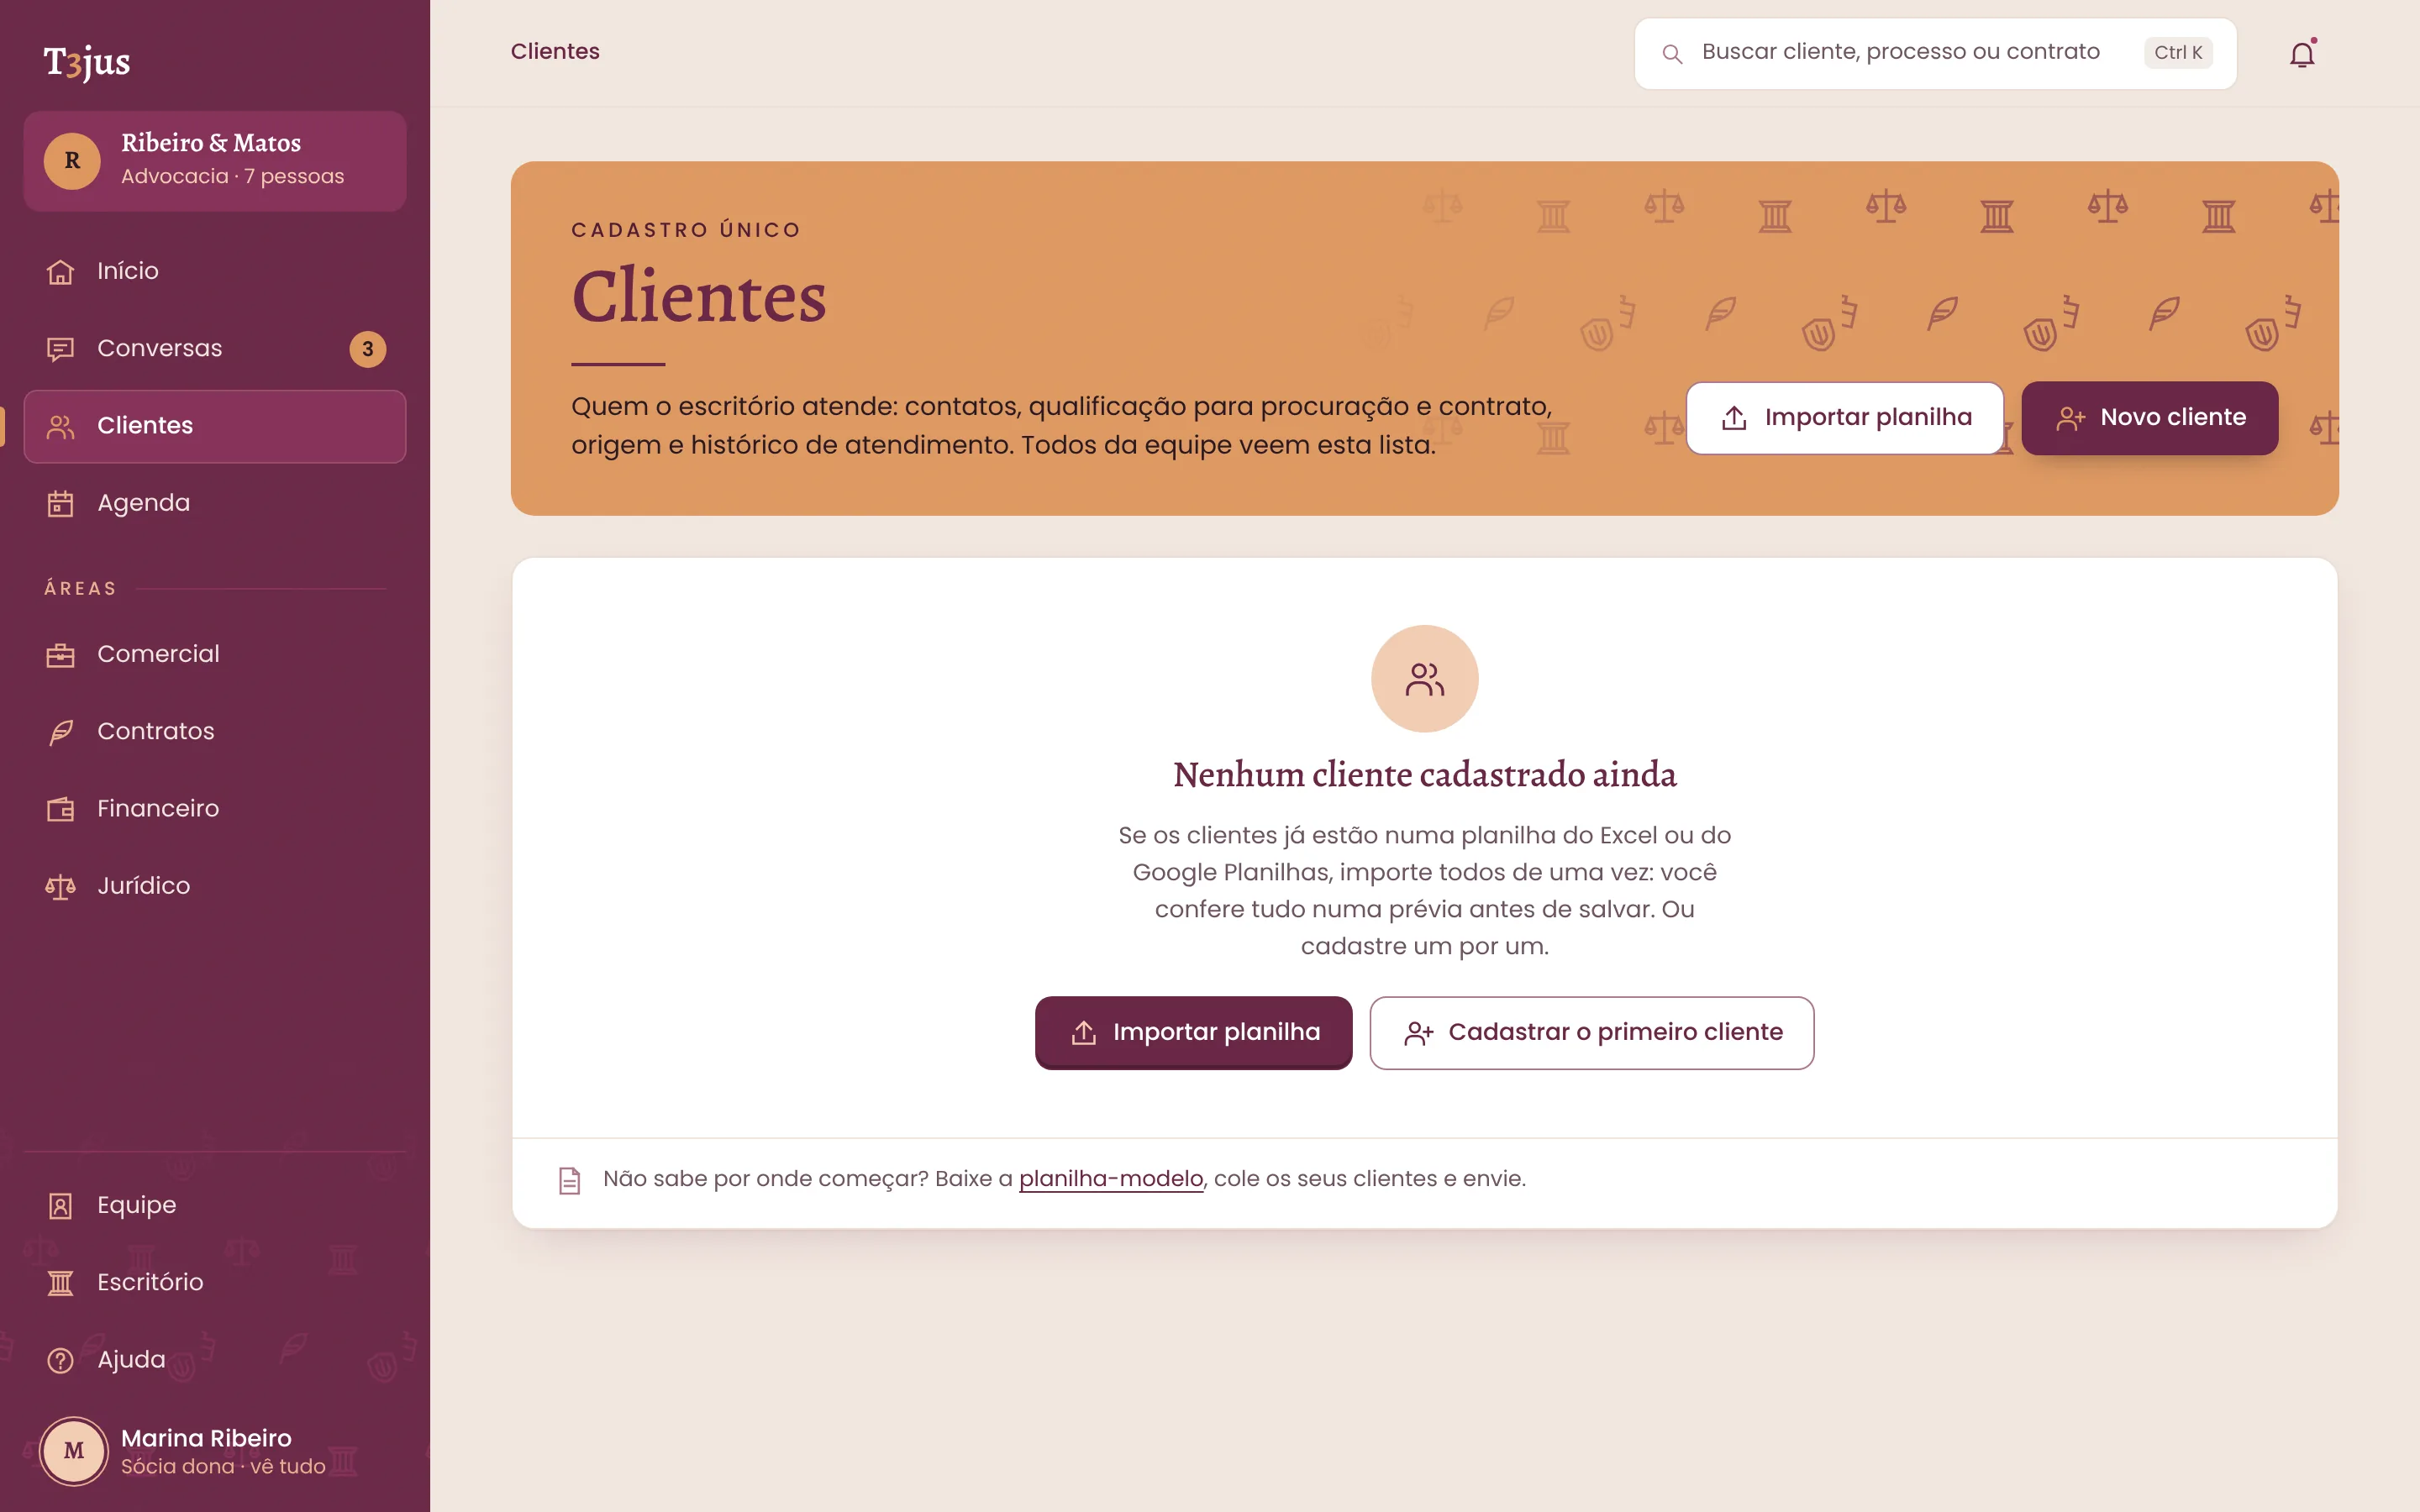 T3jus
R
Ribeiro & Matos
Advocacia · 7 pessoas
Início
Conversas
3
Clientes
Agenda
ÁREAS
Comercial
Contratos
Financeiro
Jurídico
Equipe
Escritório
Ajuda
M
Marina Ribeiro
Sócia dona · vê tudo
Clientes
Buscar cliente, processo ou contrato
Ctrl K
CADASTRO ÚNICO
Clientes
Quem o escritório atende: contatos, qualificação para procuração e contrato,
origem e histórico de atendimento. Todos da equipe veem esta lista.
Importar planilha
Novo cliente
Nenhum cliente cadastrado ainda
Se os clientes já estão numa planilha do Excel ou do
Google Planilhas, importe todos de uma vez: você
confere tudo numa prévia antes de salvar. Ou
cadastre um por um.
Importar planilha
Cadastrar o primeiro cliente
Não sabe por onde começar? Baixe a planilha-modelo, cole os seus clientes e envie.